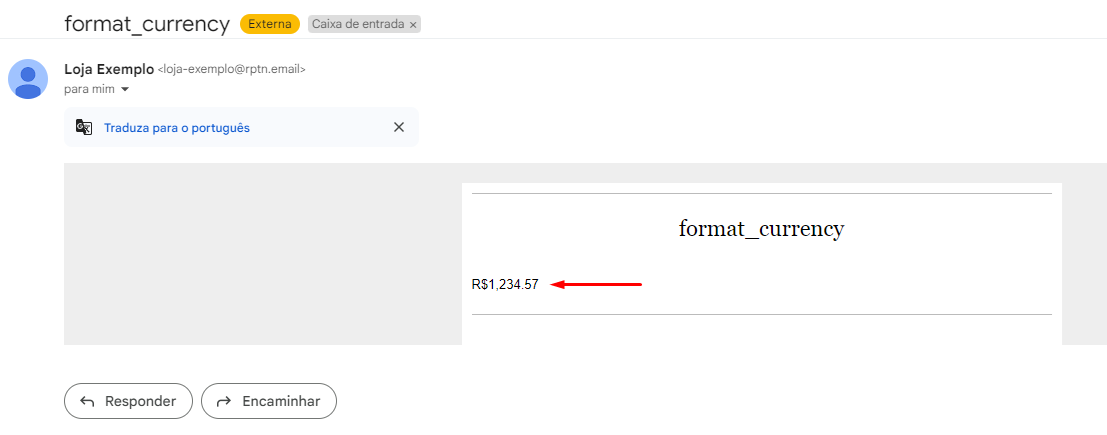 format_currency Externa Caixa de entrada ×
Loja Exemplo <loja-exemplo@rptn.email>
para mim
Traduza para o português
format_currency
R$1,234.57
Responder Encaminhar